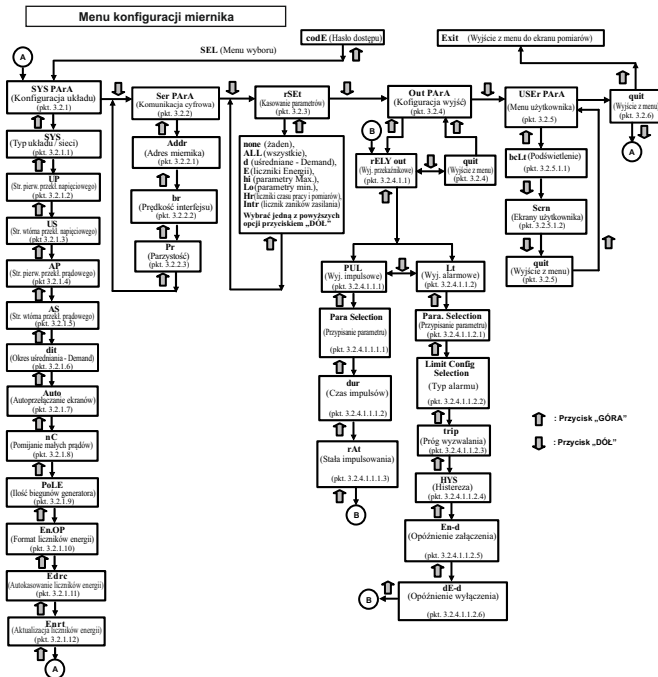 Menu konfiguracji miernika
codE (Hasło dostępu)
Exit (Wyjście z menu do ekranu pomiarów)
SEL (Menu wyboru)
A
SYS PArA
(Konfiguracja układu)
(pkt. 3.2.1)
SYS
(Typ układu / sieci)
(pkt. 3.2.1.1)
UP
(Str. pierw. przekł. napięciowego)
(pkt. 3.2.1.2)
US
(Str. wtórna przekł. napięciowego)
(pkt. 3.2.1.3)
AP
(Str. pierw. przekł. prądowego)
(pkt. 3.2.1.4)
AS
(Str. wtórna przekł. prądowego)
(pkt. 3.2.1.5)
dit
(Okres uśredniania - Demand)
(pkt. 3.2.1.6)
Auto
(Autoprzełączanie ekranów)
(pkt. 3.2.1.7)
nC
(Pomijanie małych prądów)
(pkt. 3.2.1.8)
PoLE
(Ilość biegunów generatora)
(pkt. 3.2.1.9)
En.OP
(Format liczników energii)
(pkt. 3.2.1.10)
Edrc
(Autokasowanie liczników energii)
(pkt. 3.2.1.11)
Enrt
(Aktualizacja liczników energii)
(pkt. 3.2.1.12)
A
Ser PArA
(Komunikacja cyfrowa)
(pkt. 3.2.2)
Addr
(Adres miernika)
(pkt. 3.2.2.1)
br
(Prędkość interfejsu)
(pkt. 3.2.2.2)
Pr
(Parzystość)
(pkt. 3.2.2.3)
rSEt
(Kasowanie parametrów)
(pkt. 3.2.3)
none (żaden),
ALL (wszystkie),
d (uśredniane - Demand),
E (liczniki Energii),
hi (parametry Max.),
Lo(parametry min.),
Hr(liczniki czasu pracy i pomiarów),
Intr (licznik zaników zasilania)
Wybrać jedną z powyższych
opcji przyciskiem „DÓŁ"
Out PArA
(Kofiguracja wyjść)
(pkt. 3.2.4)
B
rELY out
(Wyj. przekaźnikowe)
(pkt. 3.2.4.1.1)
quit
(Wyjście z menu)
(pkt. 3.2.4)
PUL
(Wyj. impulsowe)
(pkt. 3.2.4.1.1.1)
Para Selection
(Przypisanie parametru)
(pkt. 3.2.4.1.1.1.1)
dur
(Czas impulsów)
(pkt. 3.2.4.1.1.1.2)
rAt
(Stała impulsowania)
(pkt. 3.2.4.1.1.1.3)
B
Lt
(Wyj. alarmowe)
(pkt. 3.2.4.1.1.2)
Para. Selection
(Przypisanie parametru)
(pkt. 3.2.4.1.1.2.1)
Limit Config
Selection
(Typ alarmu)
(pkt. 3.2.4.1.1.2.2)
trip
(Próg wyzwalania)
(pkt. 3.2.4.1.1.2.3)
HYS
(Histereza)
(pkt. 3.2.4.1.1.2.4)
En-d
(Opóźnienie załączenia)
(pkt. 3.2.4.1.1.2.5)
dE-d
(Opóźnienie wyłączenia)
(pkt. 3.2.4.1.1.2.6)
B
USEr PArA
(Menu użytkownika)
(pkt. 3.2.5)
bcLt (Podświetlenie)
(pkt. 3.2.5.1.1)
Scrn
(Ekrany użytkownika)
(pkt. 3.2.5.1.2)
quit
(Wyjście z menu)
(pkt. 3.2.5)
quit
(Wyjście z menu)
(pkt. 3.2.6)
A
: Przycisk „GÓRA"
: Przycisk „DÓŁ"